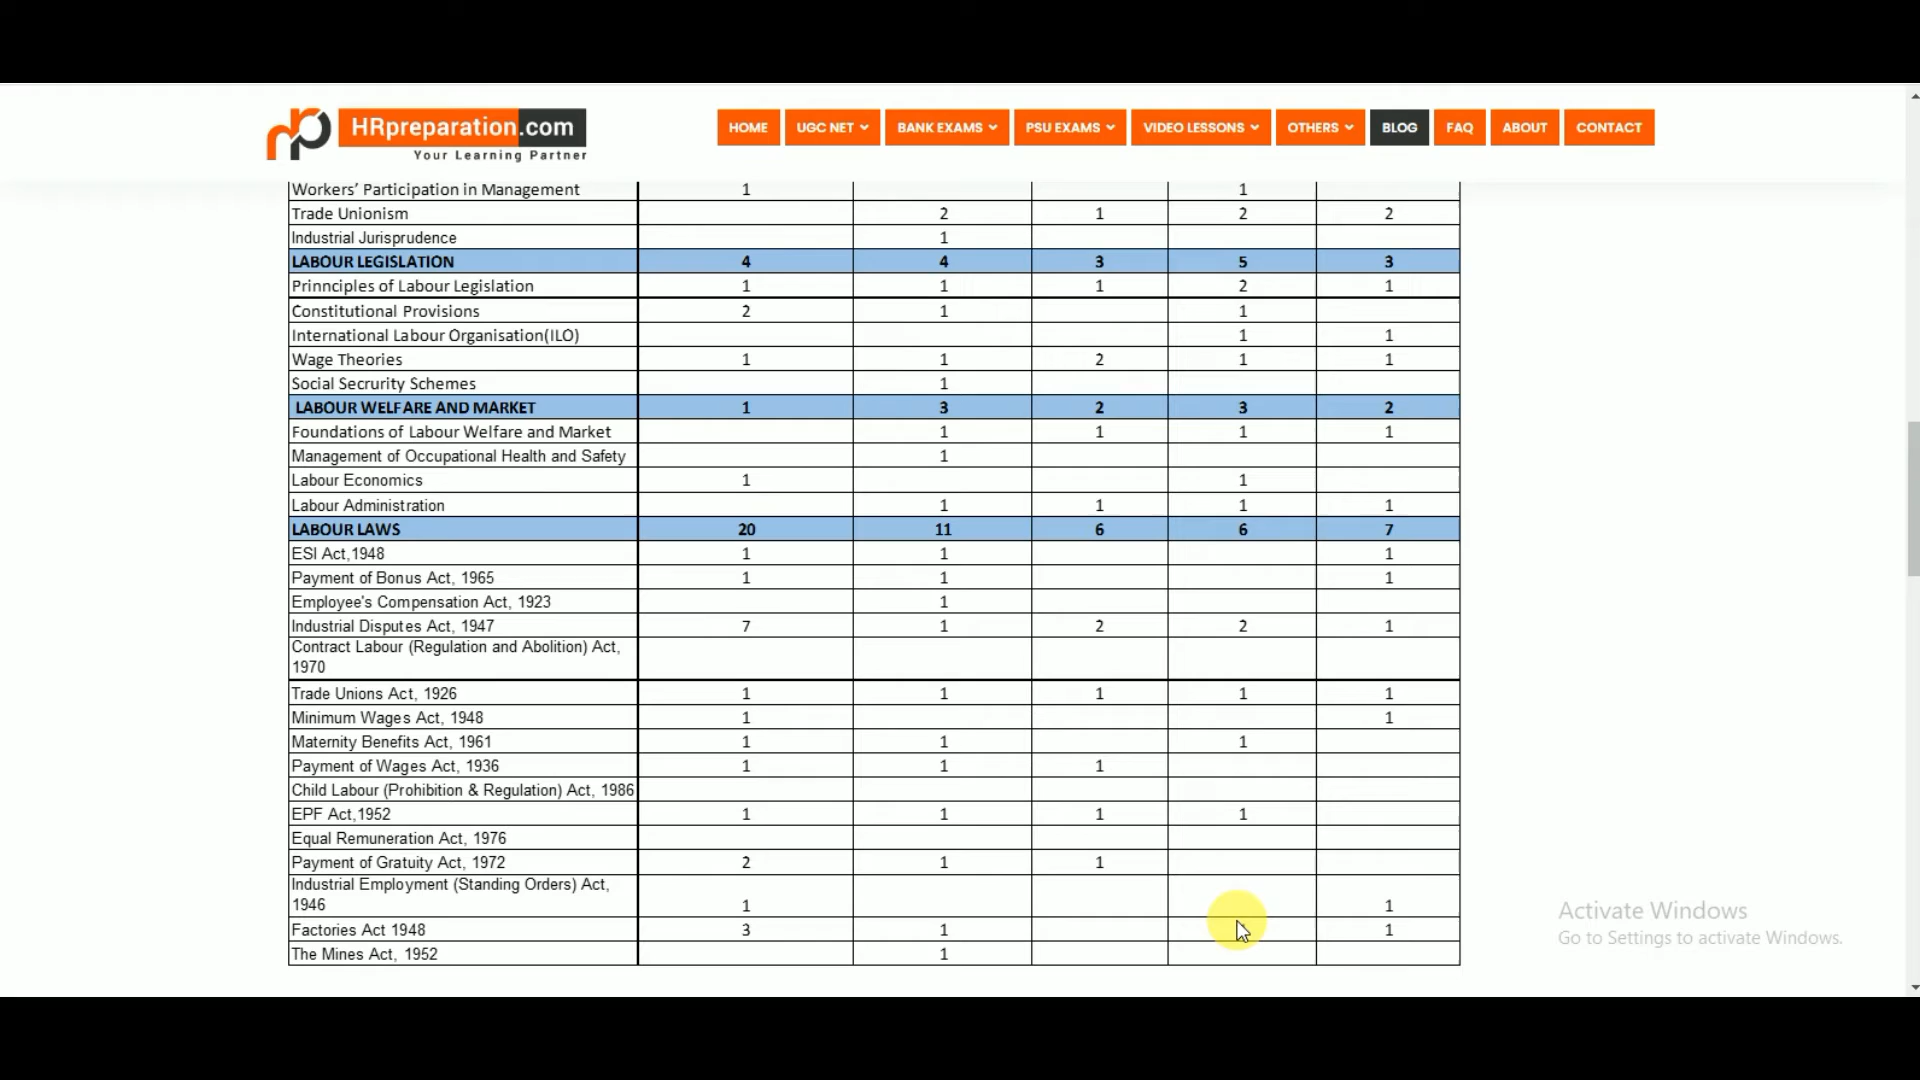 HRpreparation.com
Your Learning Partner
HOME UGC NET BANK EXAMS PSU EXAMS VIDEO LESSONS OTHERS BLOG FAQ ABOUT CONTACT
Workers' Participation in Management 1 1
Trade Unionism 2 1 2 2
Industrial Jurisprudence 1
LABOUR LEGISLATION 4 4 3 5 3
Prinnciples of Labour Legislation 1 1 1 2 1
Constitutional Provisions 2 1 1
International Labour Organisation(ILO) 1 1
Wage Theories 1 1 2 1 1
Social Secrurity Schemes 1
LABOUR WELFARE AND MARKET 1 3 2 3 2
Foundations of Labour Welfare and Market 1 1 1 1
Management of Occupational Health and Safety 1
Labour Economics 1 1
Labour Administration 1 1 1 1
LABOUR LAWS 20 11 6 6 7
ESI Act,1948 1 1 1
Payment of Bonus Act, 1965 1 1 1
Employee's Compensation Act, 1923 1
Industrial Disputes Act, 1947 7 1 2 2 1
Contract Labour (Regulation and Abolition) Act,
1970
Trade Unions Act, 1926 1 1 1 1 1
Minimum Wages Act, 1948 1 1
Maternity Benefits Act, 1961 1 1 1
Payment of Wages Act, 1936 1 1 1
Child Labour (Prohibition & Regulation) Act, 1986
EPF Act,1952 1 1 1 1
Equal Remuneration Act, 1976
Payment of Gratuity Act, 1972 2 1 1
Industrial Employment (Standing Orders) Act,
1946 1 1
Factories Act 1948 3 1 1
The Mines Act, 1952 1
Activate Windows
Go to Settings to activate Windows.